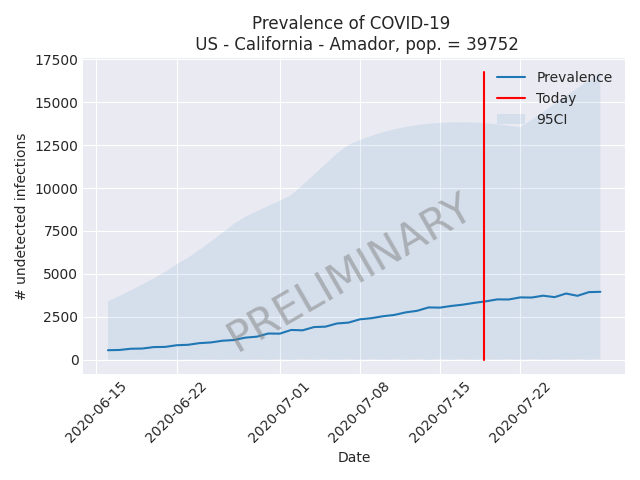 Prevalence of COVID-19
US - California - Amador, pop. = 39752
17500
15000
12500
10000
7500
5000
2500
0
# undetected infections
Prevalence
Today
95CI
PRELIMINARY
2020-06-15
2020-06-22
2020-07-01
2020-07-08
2020-07-15
2020-07-22
Date